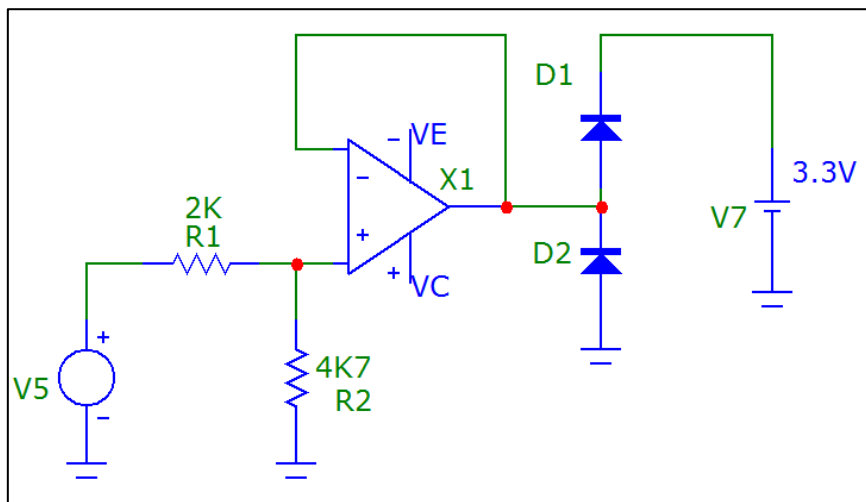 D1
- VE
3.3V
-
X1
2K
R1
+
V7
D2
+ VC
+
V5
4K7
R2
-